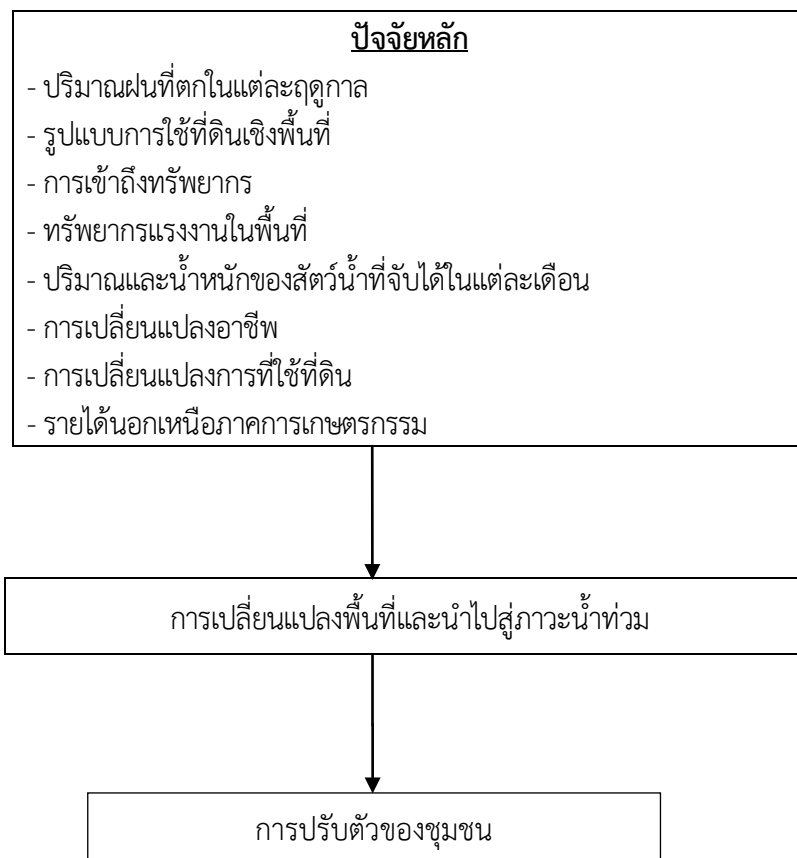 ปัจจัยหลัก
- ปริมาณฝนที่ตกในแต่ละฤดูกาล
- รูปแบบการใช้ที่ดินเชิงพื้นที่
- การเข้าถึงทรัพยากร
- ทรัพยากรแรงงานในพื้นที่
- ปริมาณและน้ำหนักของสัตว์น้ำที่จับได้ในแต่ละเดือน
- การเปลี่ยนแปลงอาชีพ
- การเปลี่ยนแปลงการที่ใช้ที่ดิน
- รายได้นอกเหนือภาคการเกษตรกรรม
การเปลี่ยนแปลงพื้นที่และนำไปสู่ภาวะน้ำท่วม
การปรับตัวของชุมชน